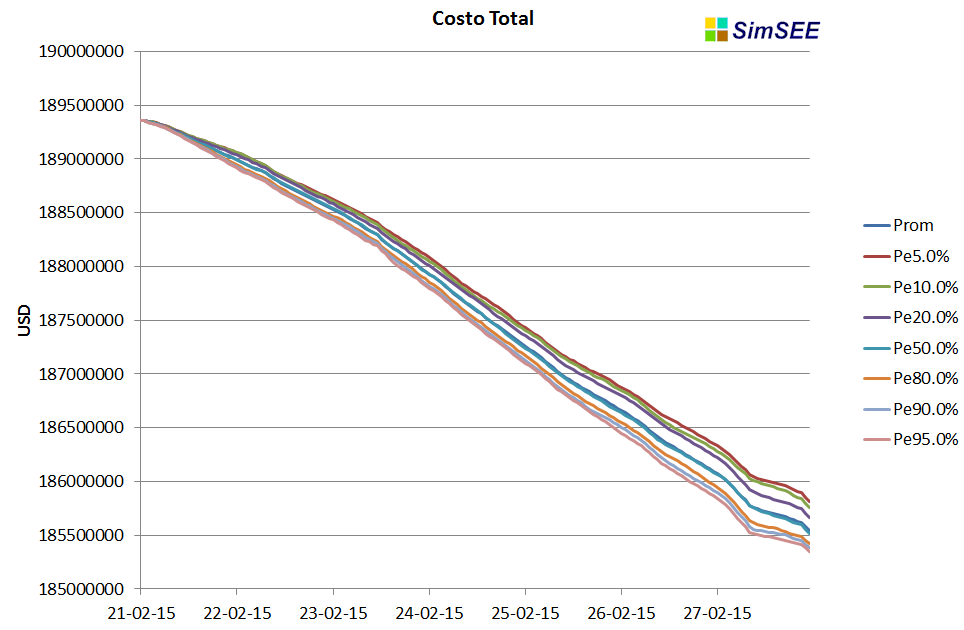 Costo Total
SimSEE
190000000
189500000
189000000
188500000
188000000
187500000
187000000
186500000
186000000
185500000
185000000
USD
21-02-15 22-02-15 23-02-15 24-02-15 25-02-15 26-02-15 27-02-15
Prom
Pe5.0%
Pe10.0%
Pe20.0%
Pe50.0%
Pe80.0%
Pe90.0%
Pe95.0%